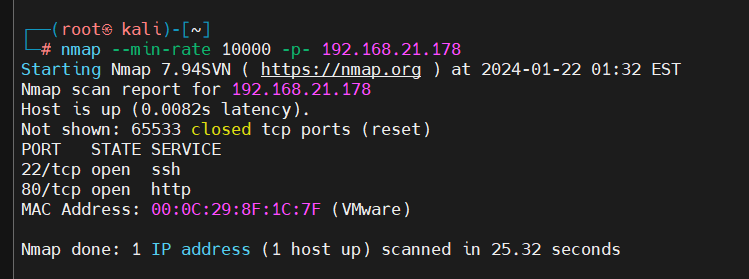 ┌──(root㉿ kali)-[~]
└─# nmap --min-rate 10000 -p- 192.168.21.178
Starting Nmap 7.94SVN ( https://nmap.org ) at 2024-01-22 01:32 EST
Nmap scan report for 192.168.21.178
Host is up (0.0082s latency).
Not shown: 65533 closed tcp ports (reset)
PORT   STATE SERVICE
22/tcp open  ssh
80/tcp open  http
MAC Address: 00:0C:29:8F:1C:7F (VMware)
Nmap done: 1 IP address (1 host up) scanned in 25.32 seconds